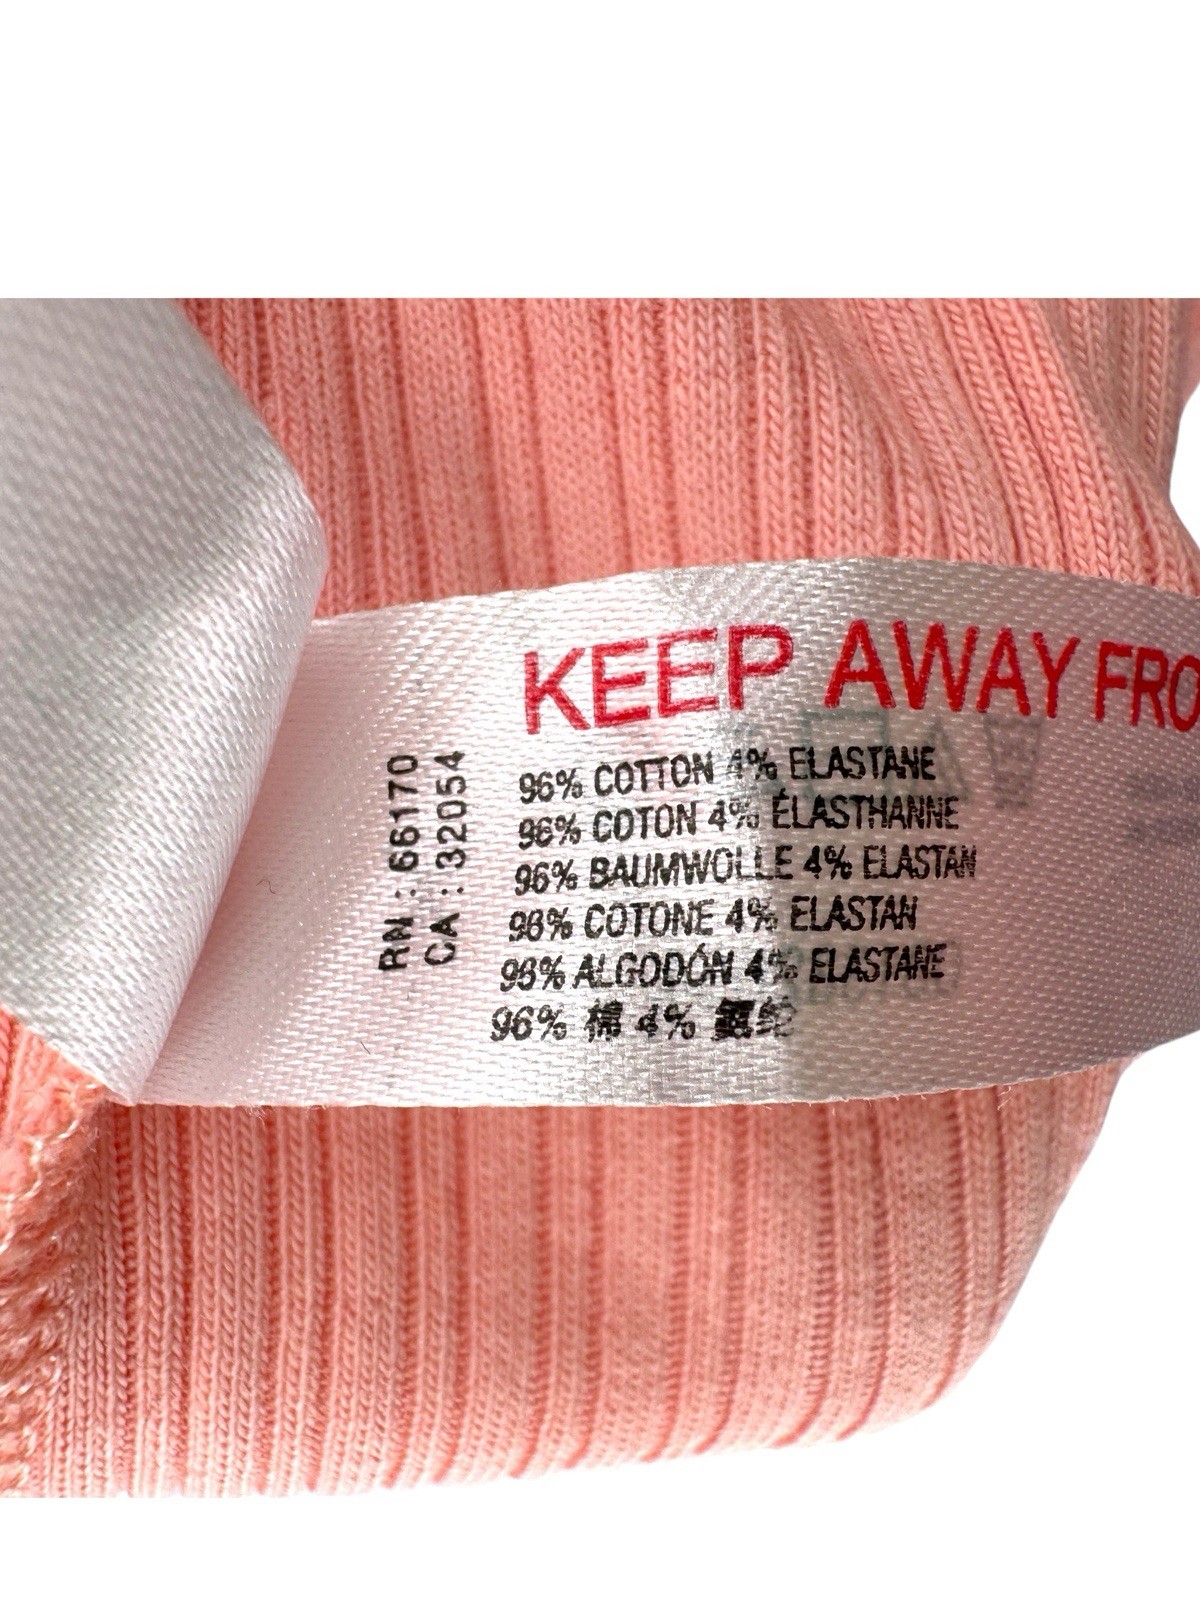 KEEP AWAY FRO
RN : 66170
CA : 32054
96% COTTON 4% ELASTANE
96% COTON 4% ÉLASTHANNE
96% BAUMWOLLE 4% ELASTAN
96% COTONE 4% ELASTAN
96% ALGODÓN 4% ELASTANE
96% 棉 4% 氨纶